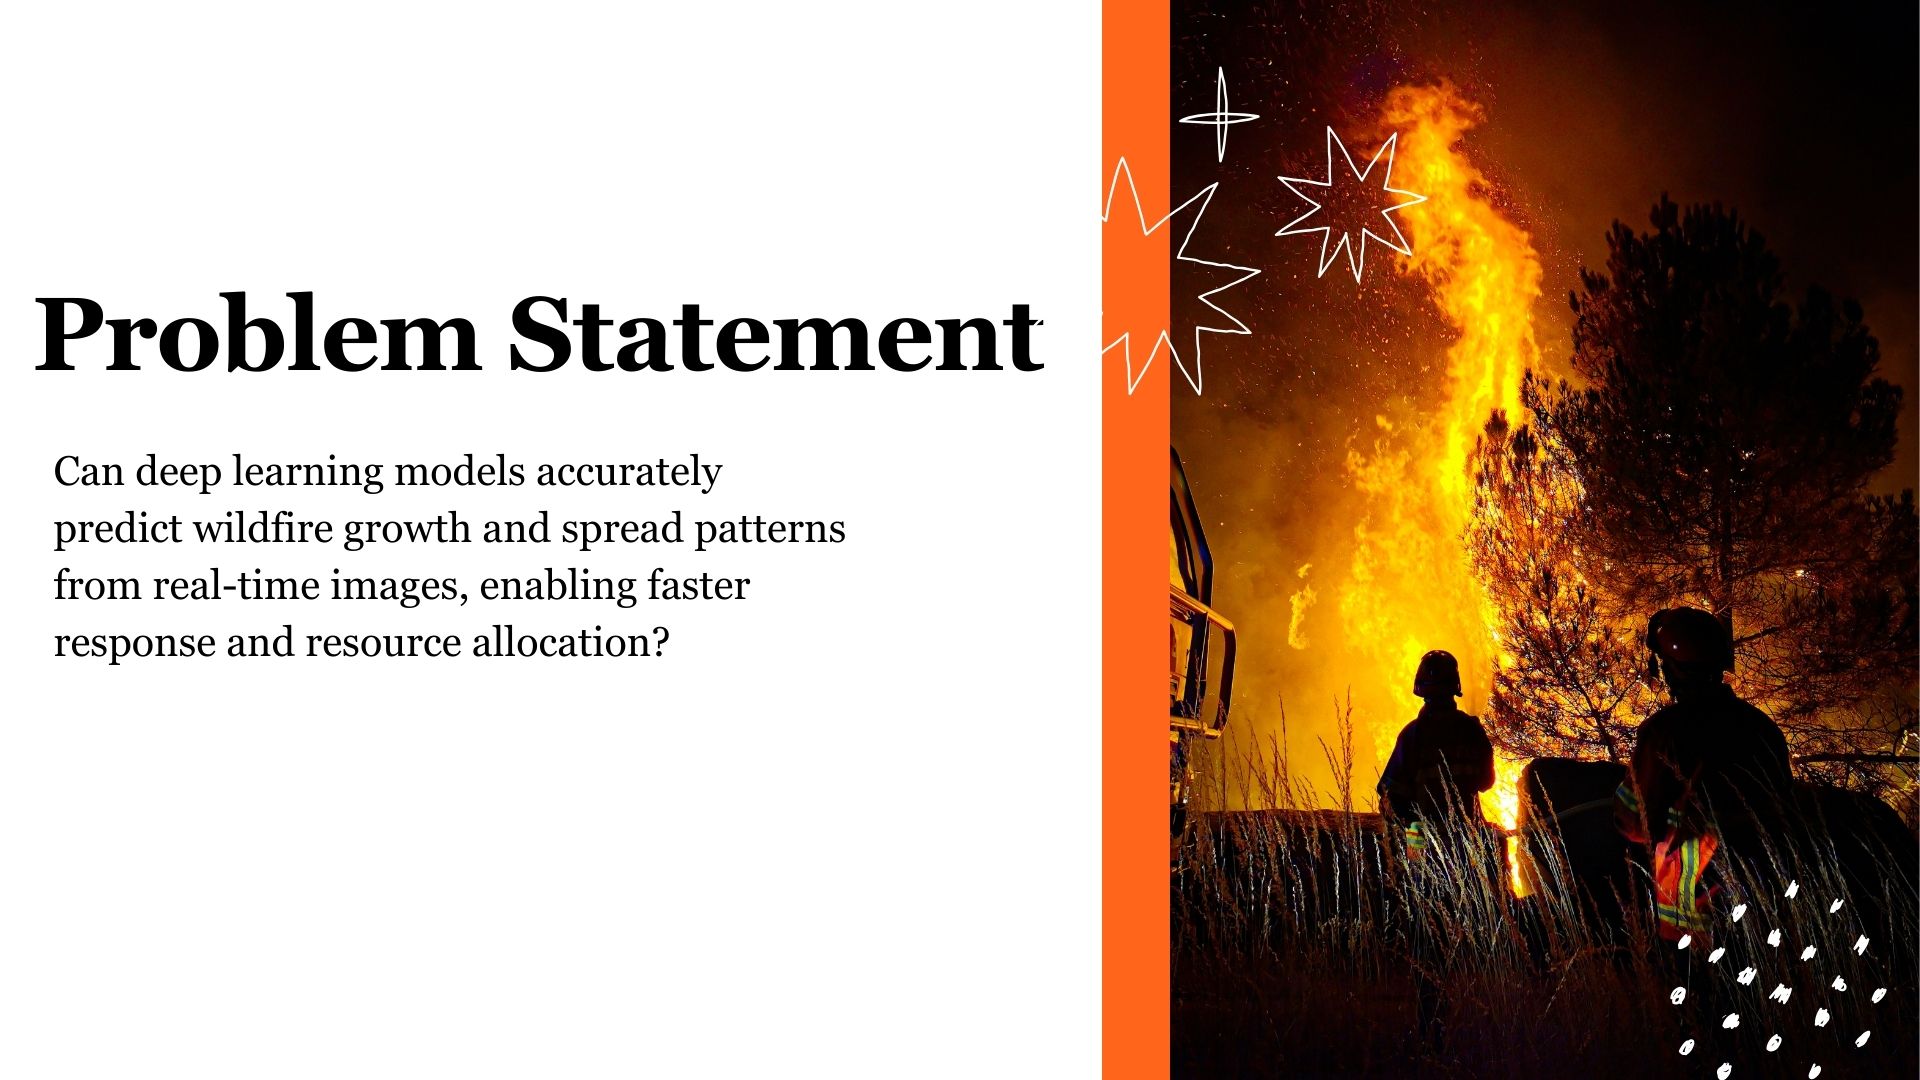 Problem Statement
Can deep learning models accurately
predict wildfire growth and spread patterns
from real-time images, enabling faster
response and resource allocation?